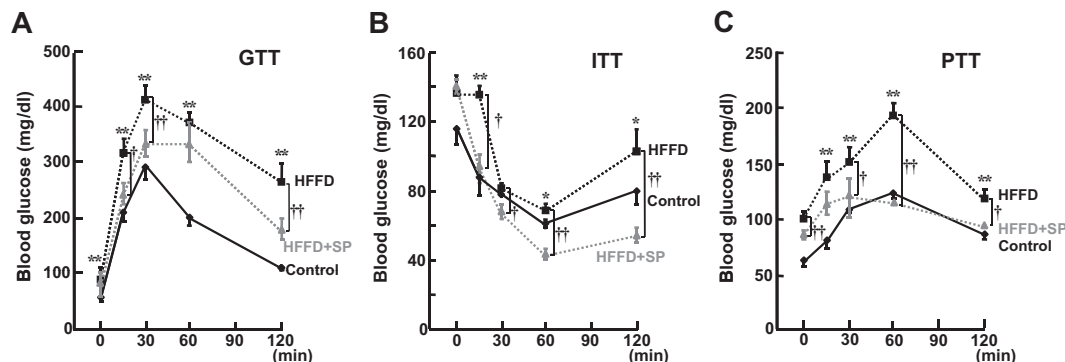 A
GTT
Blood glucose (mg/dl)
500
400
300
200
100
0
0 30 60 90 120
(min)
**
**
**
**
**
†
††
††
HFFD
HFFD+SP
Control
B
ITT
Blood glucose (mg/dl)
160
120
80
40
0
0 30 60 90 120
(min)
**
*
*
†
†
††
††
HFFD
Control
HFFD+SP
C
PTT
Blood glucose (mg/dl)
250
200
150
100
50
0
0 30 60 90 120
(min)
**
**
**
**
**
††
†
††
†
HFFD
HFFD+SP
Control